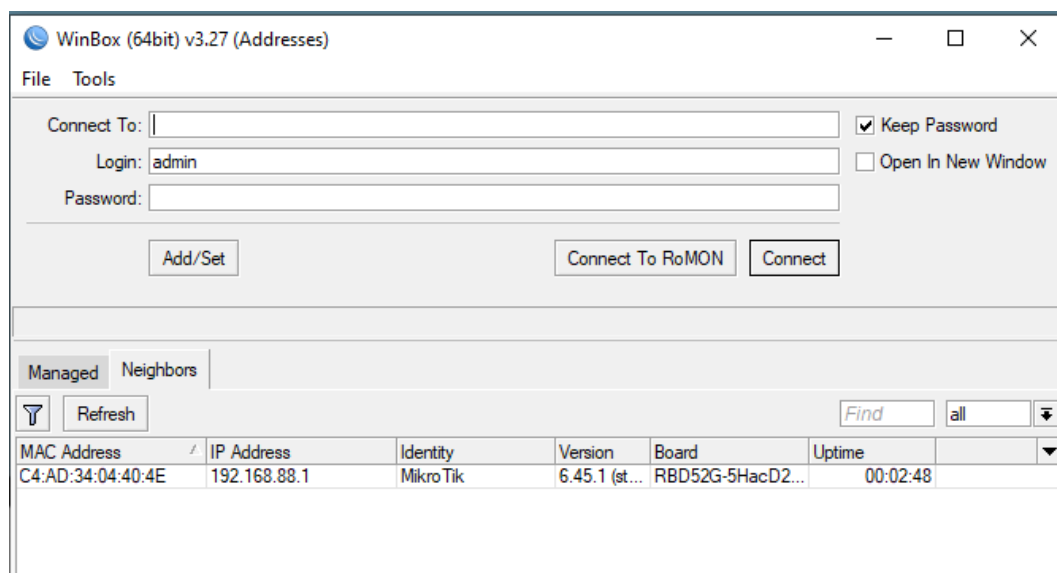 WinBox (64bit) v3.27 (Addresses)
File Tools
Connect To:
Keep Password
Login: admin
Open In New Window
Password:
Add/Set Connect To RoMON Connect
Managed Neighbors
Refresh Find all
MAC Address IP Address Identity Version Board Uptime
C4:AD:34:04:40:4E 192.168.88.1 MikroTik 6.45.1 (st... RBD52G-5HacD2... 00:02:48